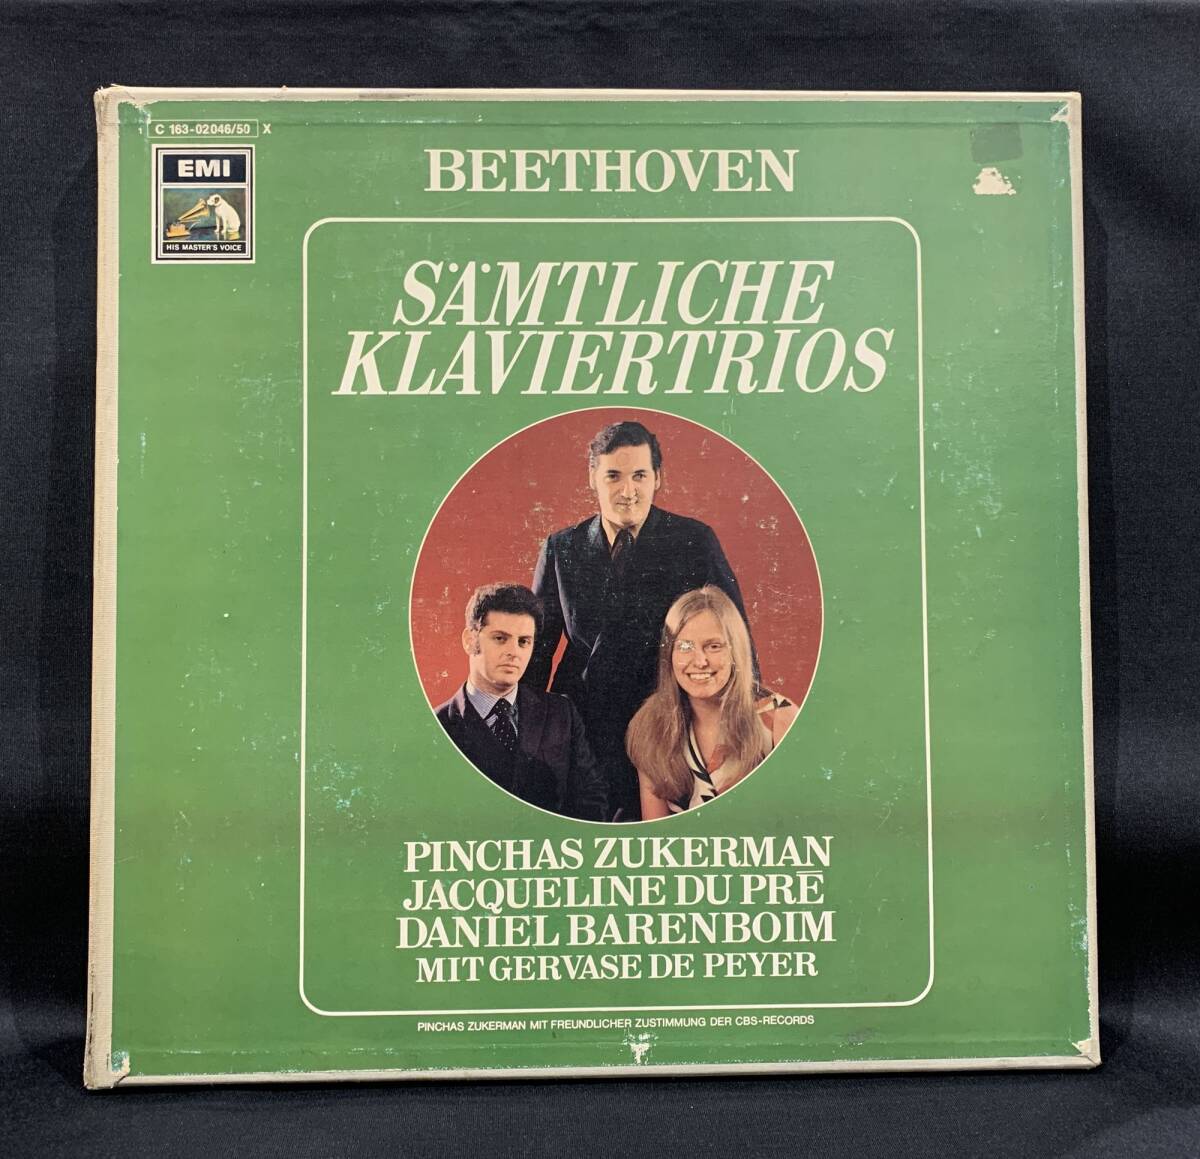 1 C 163-02046/50 X
EMI
HIS MASTER'S VOICE
BEETHOVEN
SÄMTLICHE
KLAVIERTRIOS
PINCHAS ZUKERMAN
JACQUELINE DU PRĒ
DANIEL BARENBOIM
MIT GERVASE DE PEYER
PINCHAS ZUKERMAN MIT FREUNDLICHER ZUSTIMMUNG DER CBS-RECORDS